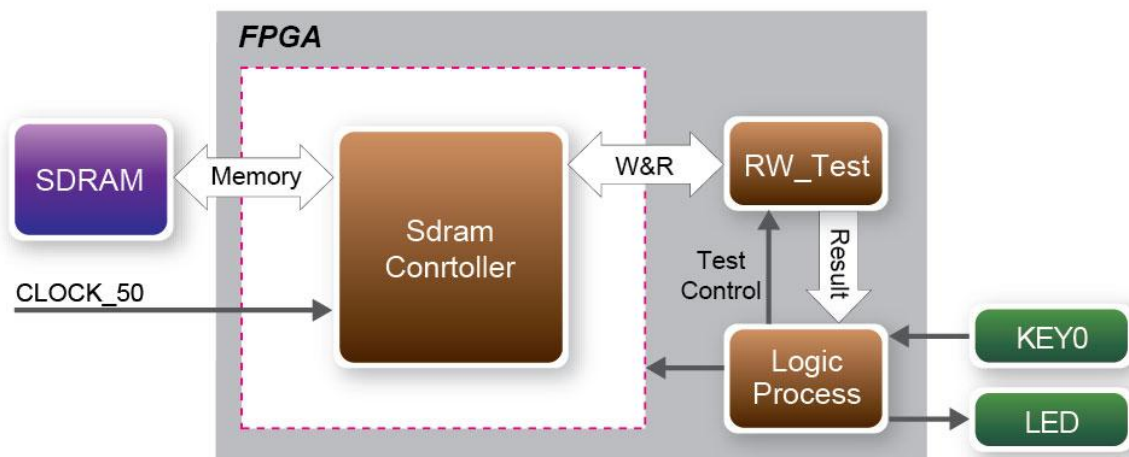 FPGA
SDRAM
Memory
Sdram
Conrtoller
W&R
RW_Test
CLOCK_50
Test
Control
Result
Logic
Process
KEY0
LED